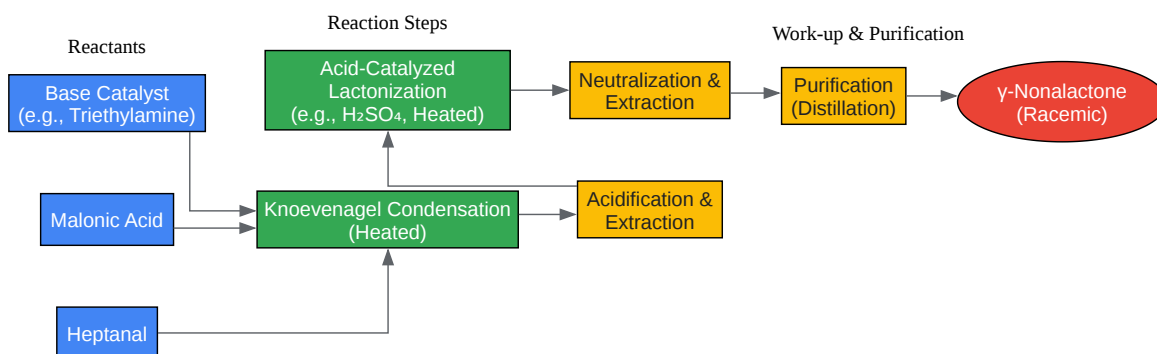 Reactants
Reaction Steps
Work-up & Purification
Base Catalyst
(e.g., Triethylamine)
Acid-Catalyzed
Lactonization
(e.g., H₂SO₄, Heated)
Neutralization &
Extraction
Purification
(Distillation)
γ-Nonalactone
(Racemic)
Malonic Acid
Knoevenagel Condensation
(Heated)
Acidification &
Extraction
Heptanal